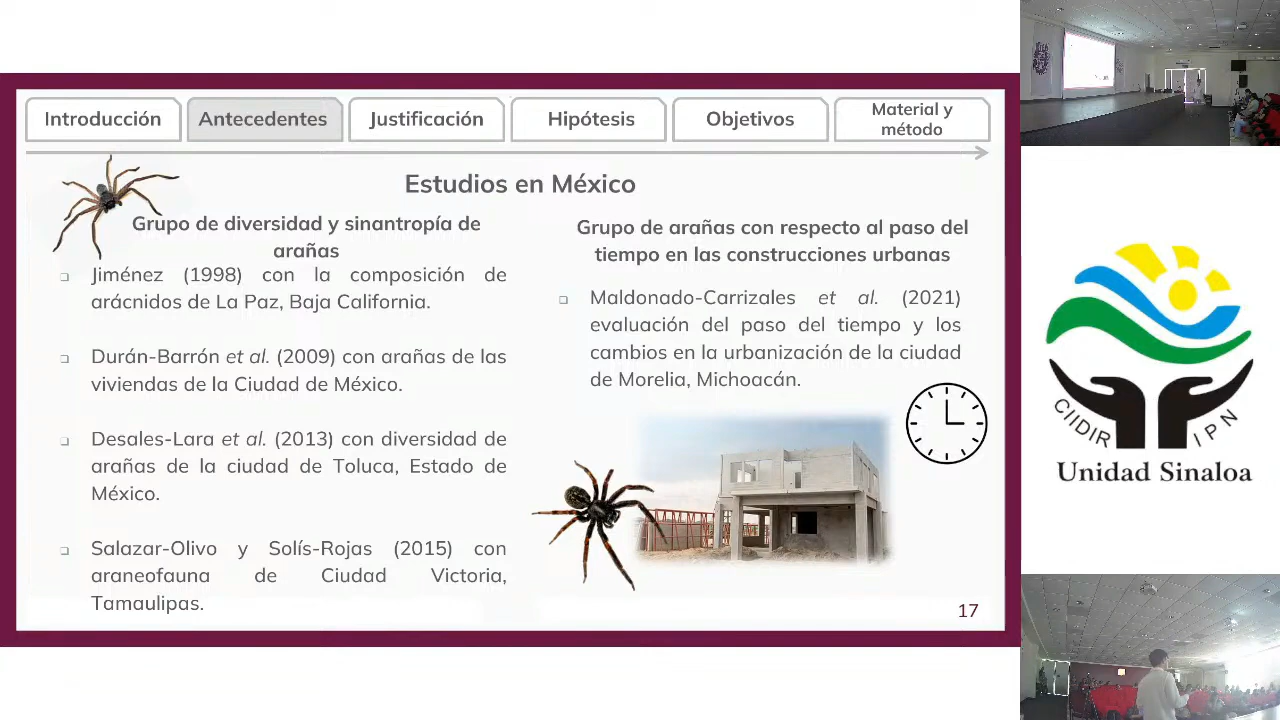 Introducción
Antecedentes
Justificación
Hipótesis
Objetivos
Material y
método
Estudios en México
Grupo de diversidad y sinantropía de
arañas
❑ Jiménez (1998) con la composición de
arácnidos de La Paz, Baja California.
❑ Durán-Barrón et al. (2009) con arañas de las
viviendas de la Ciudad de México.
❑ Desales-Lara et al. (2013) con diversidad de
arañas de la ciudad de Toluca, Estado de
México.
❑ Salazar-Olivo y Solís-Rojas (2015) con
araneofauna de Ciudad Victoria,
Tamaulipas.
Grupo de arañas con respecto al paso del
tiempo en las construcciones urbanas
❑ Maldonado-Carrizales et al. (2021)
evaluación del paso del tiempo y los
cambios en la urbanización de la ciudad
de Morelia, Michoacán.
17
CIIDIR IPN
Unidad Sinaloa